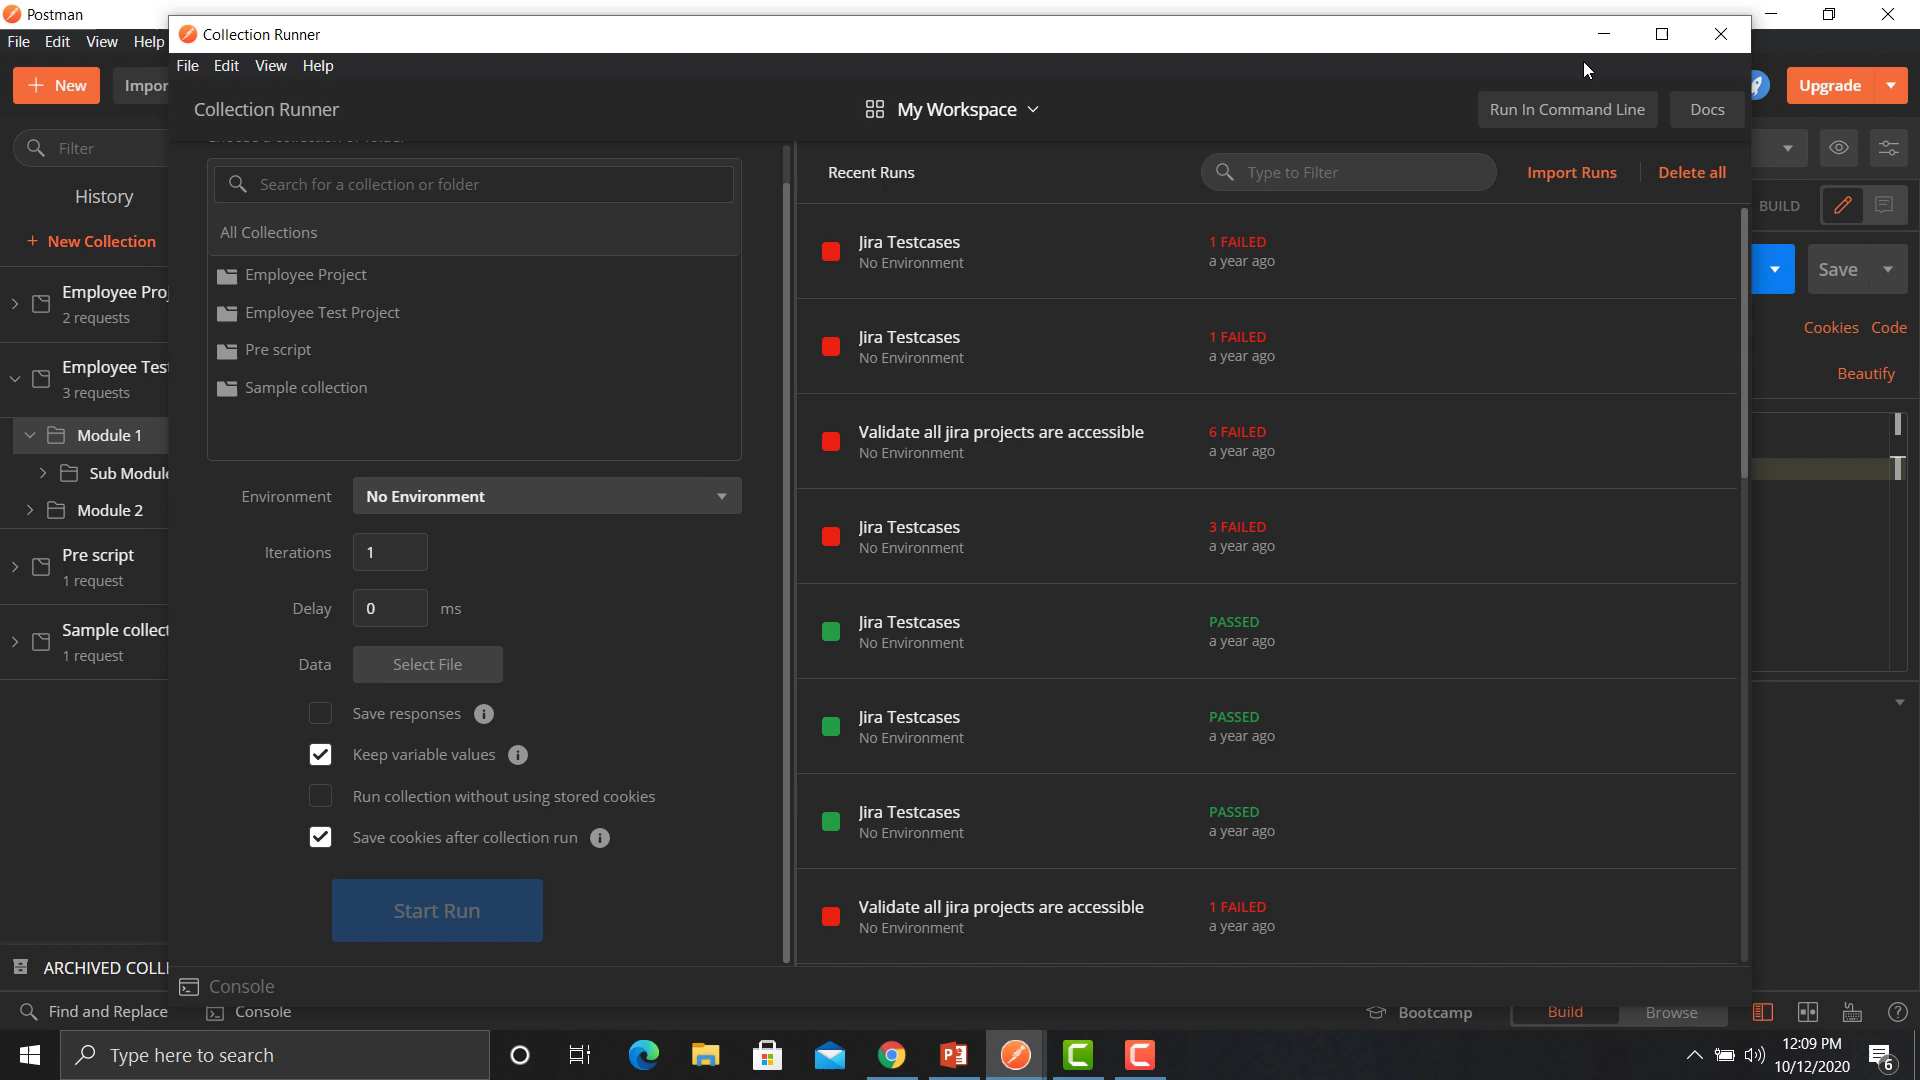 Postman
File Edit View Help
New
Impor
Filter
History
+ New Collection
Employee Proj
2 requests
Employee Test
3 requests
Module 1
Sub Module
Module 2
Pre script
1 request
Sample collect
1 request
ARCHIVED COLLE
Find and Replace
Console
Collection Runner
File Edit View Help
Collection Runner
My Workspace
Run In Command Line
Docs
Search for a collection or folder
All Collections
Employee Project
Employee Test Project
Pre script
Sample collection
Environment
No Environment
Iterations
1
Delay
0
ms
Data
Select File
Save responses
Keep variable values
Run collection without using stored cookies
Save cookies after collection run
Start Run
Console
Recent Runs
Type to Filter
Import Runs
Delete all
Jira Testcases
No Environment
1 FAILED
a year ago
Jira Testcases
No Environment
1 FAILED
a year ago
Validate all jira projects are accessible
No Environment
6 FAILED
a year ago
Jira Testcases
No Environment
3 FAILED
a year ago
Jira Testcases
No Environment
PASSED
a year ago
Jira Testcases
No Environment
PASSED
a year ago
Jira Testcases
No Environment
PASSED
a year ago
Validate all jira projects are accessible
No Environment
1 FAILED
a year ago
Upgrade
BUILD
Save
Cookies Code
Beautify
Bootcamp
Build
Browse
Type here to search
12:09 PM
10/12/2020
6